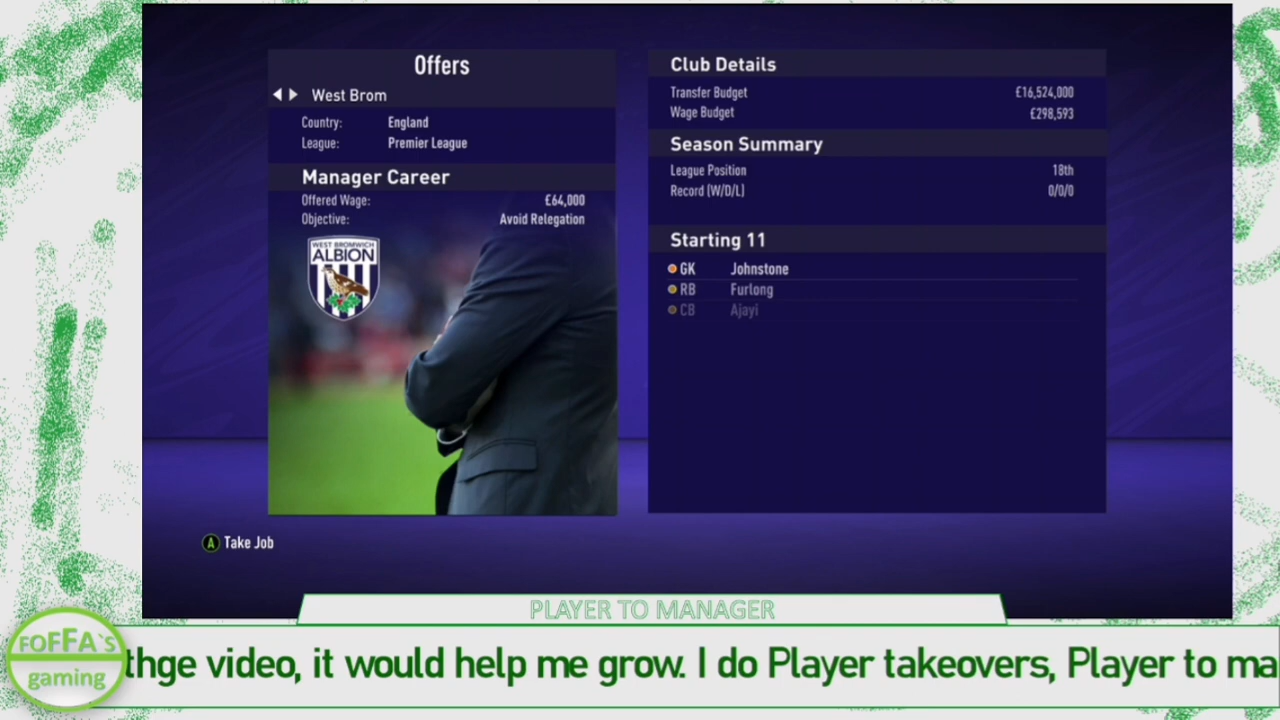 Offers
West Brom
Country: England
League: Premier League
Manager Career
Offered Wage: £64,000
Objective: Avoid Relegation
WEST BROMWICH
ALBION
Club Details
Transfer Budget £16,524,000
Wage Budget £298,593
Season Summary
League Position 18th
Record (W/D/L) 0/0/0
Starting 11
GK Johnstone
RB Furlong
CB Ajayi
A Take Job
PLAYER TO MANAGER
FOFFA`S
gaming
thge video, it would help me grow. I do Player takeovers, Player to ma